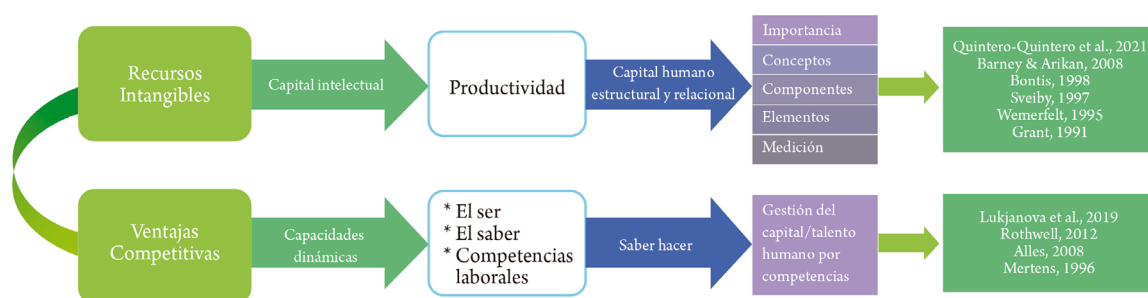 Recursos
Intangibles
Capital intelectual
Productividad
Capital humano
estructural y relacional
Importancia
Conceptos
Componentes
Elementos
Medición
Quintero-Quintero et al., 2021
Barney & Arikan, 2008
Bontis, 1998
Sveiby, 1997
Wemerfelt, 1995
Grant, 1991
Ventajas
Competitivas
Capacidades
dinámicas
* El ser
* El saber
* Competencias
laborales
Saber hacer
Gestión del
capital/talento
humano por
competencias
Lukjanova et al., 2019
Rothwell, 2012
Alles, 2008
Mertens, 1996